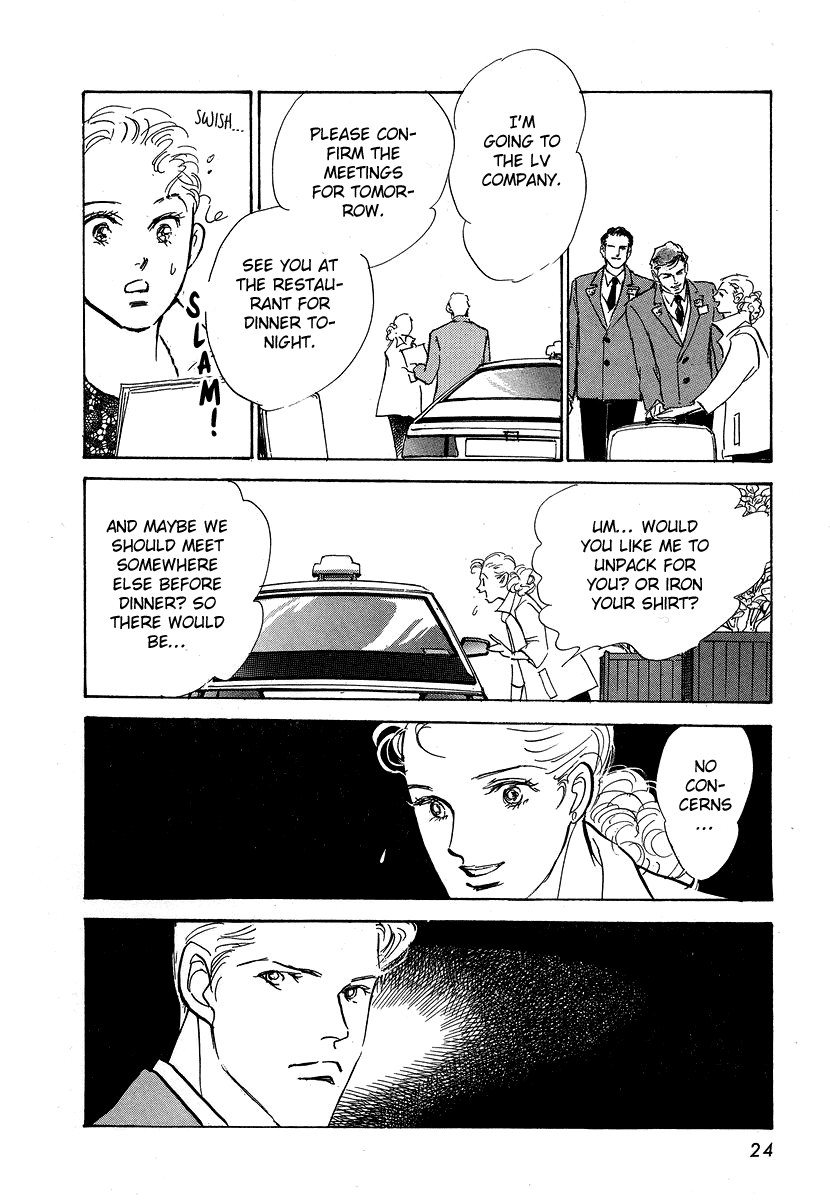 I'M
GOING TO
THE LV
COMPANY.
PLEASE CON-
FIRM THE
MEETINGS
FOR TOMOR-
ROW.
SEE YOU AT
THE RESTAU-
RANT FOR
DINNER TO-
NIGHT.
SLAM!
SWISH...
UM... WOULD
YOU LIKE ME TO
UNPACK FOR
YOU? OR IRON
YOUR SHIRT?
AND MAYBE WE
SHOULD MEET
SOMEWHERE
ELSE BEFORE
DINNER? SO
THERE WOULD
BE...
NO
CON-
CERNS
...
24